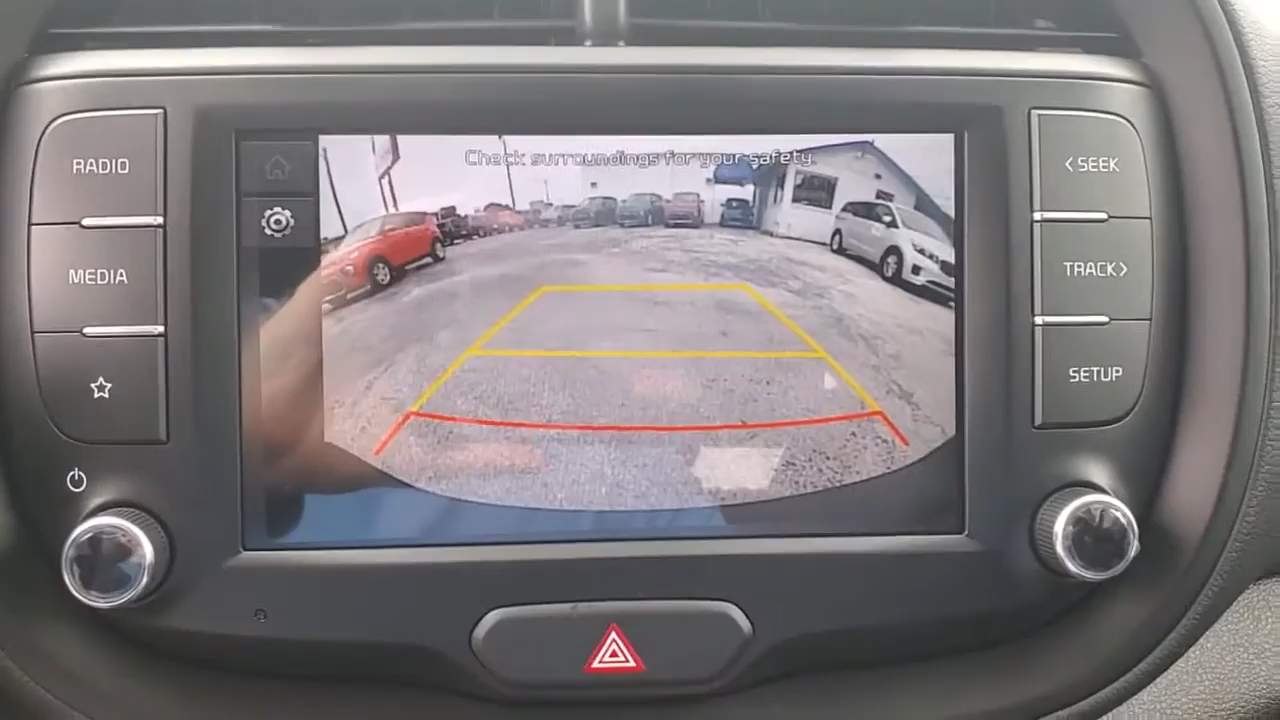 Check surroundings for your safety.
RADIO
MEDIA
< SEEK
TRACK >
SETUP